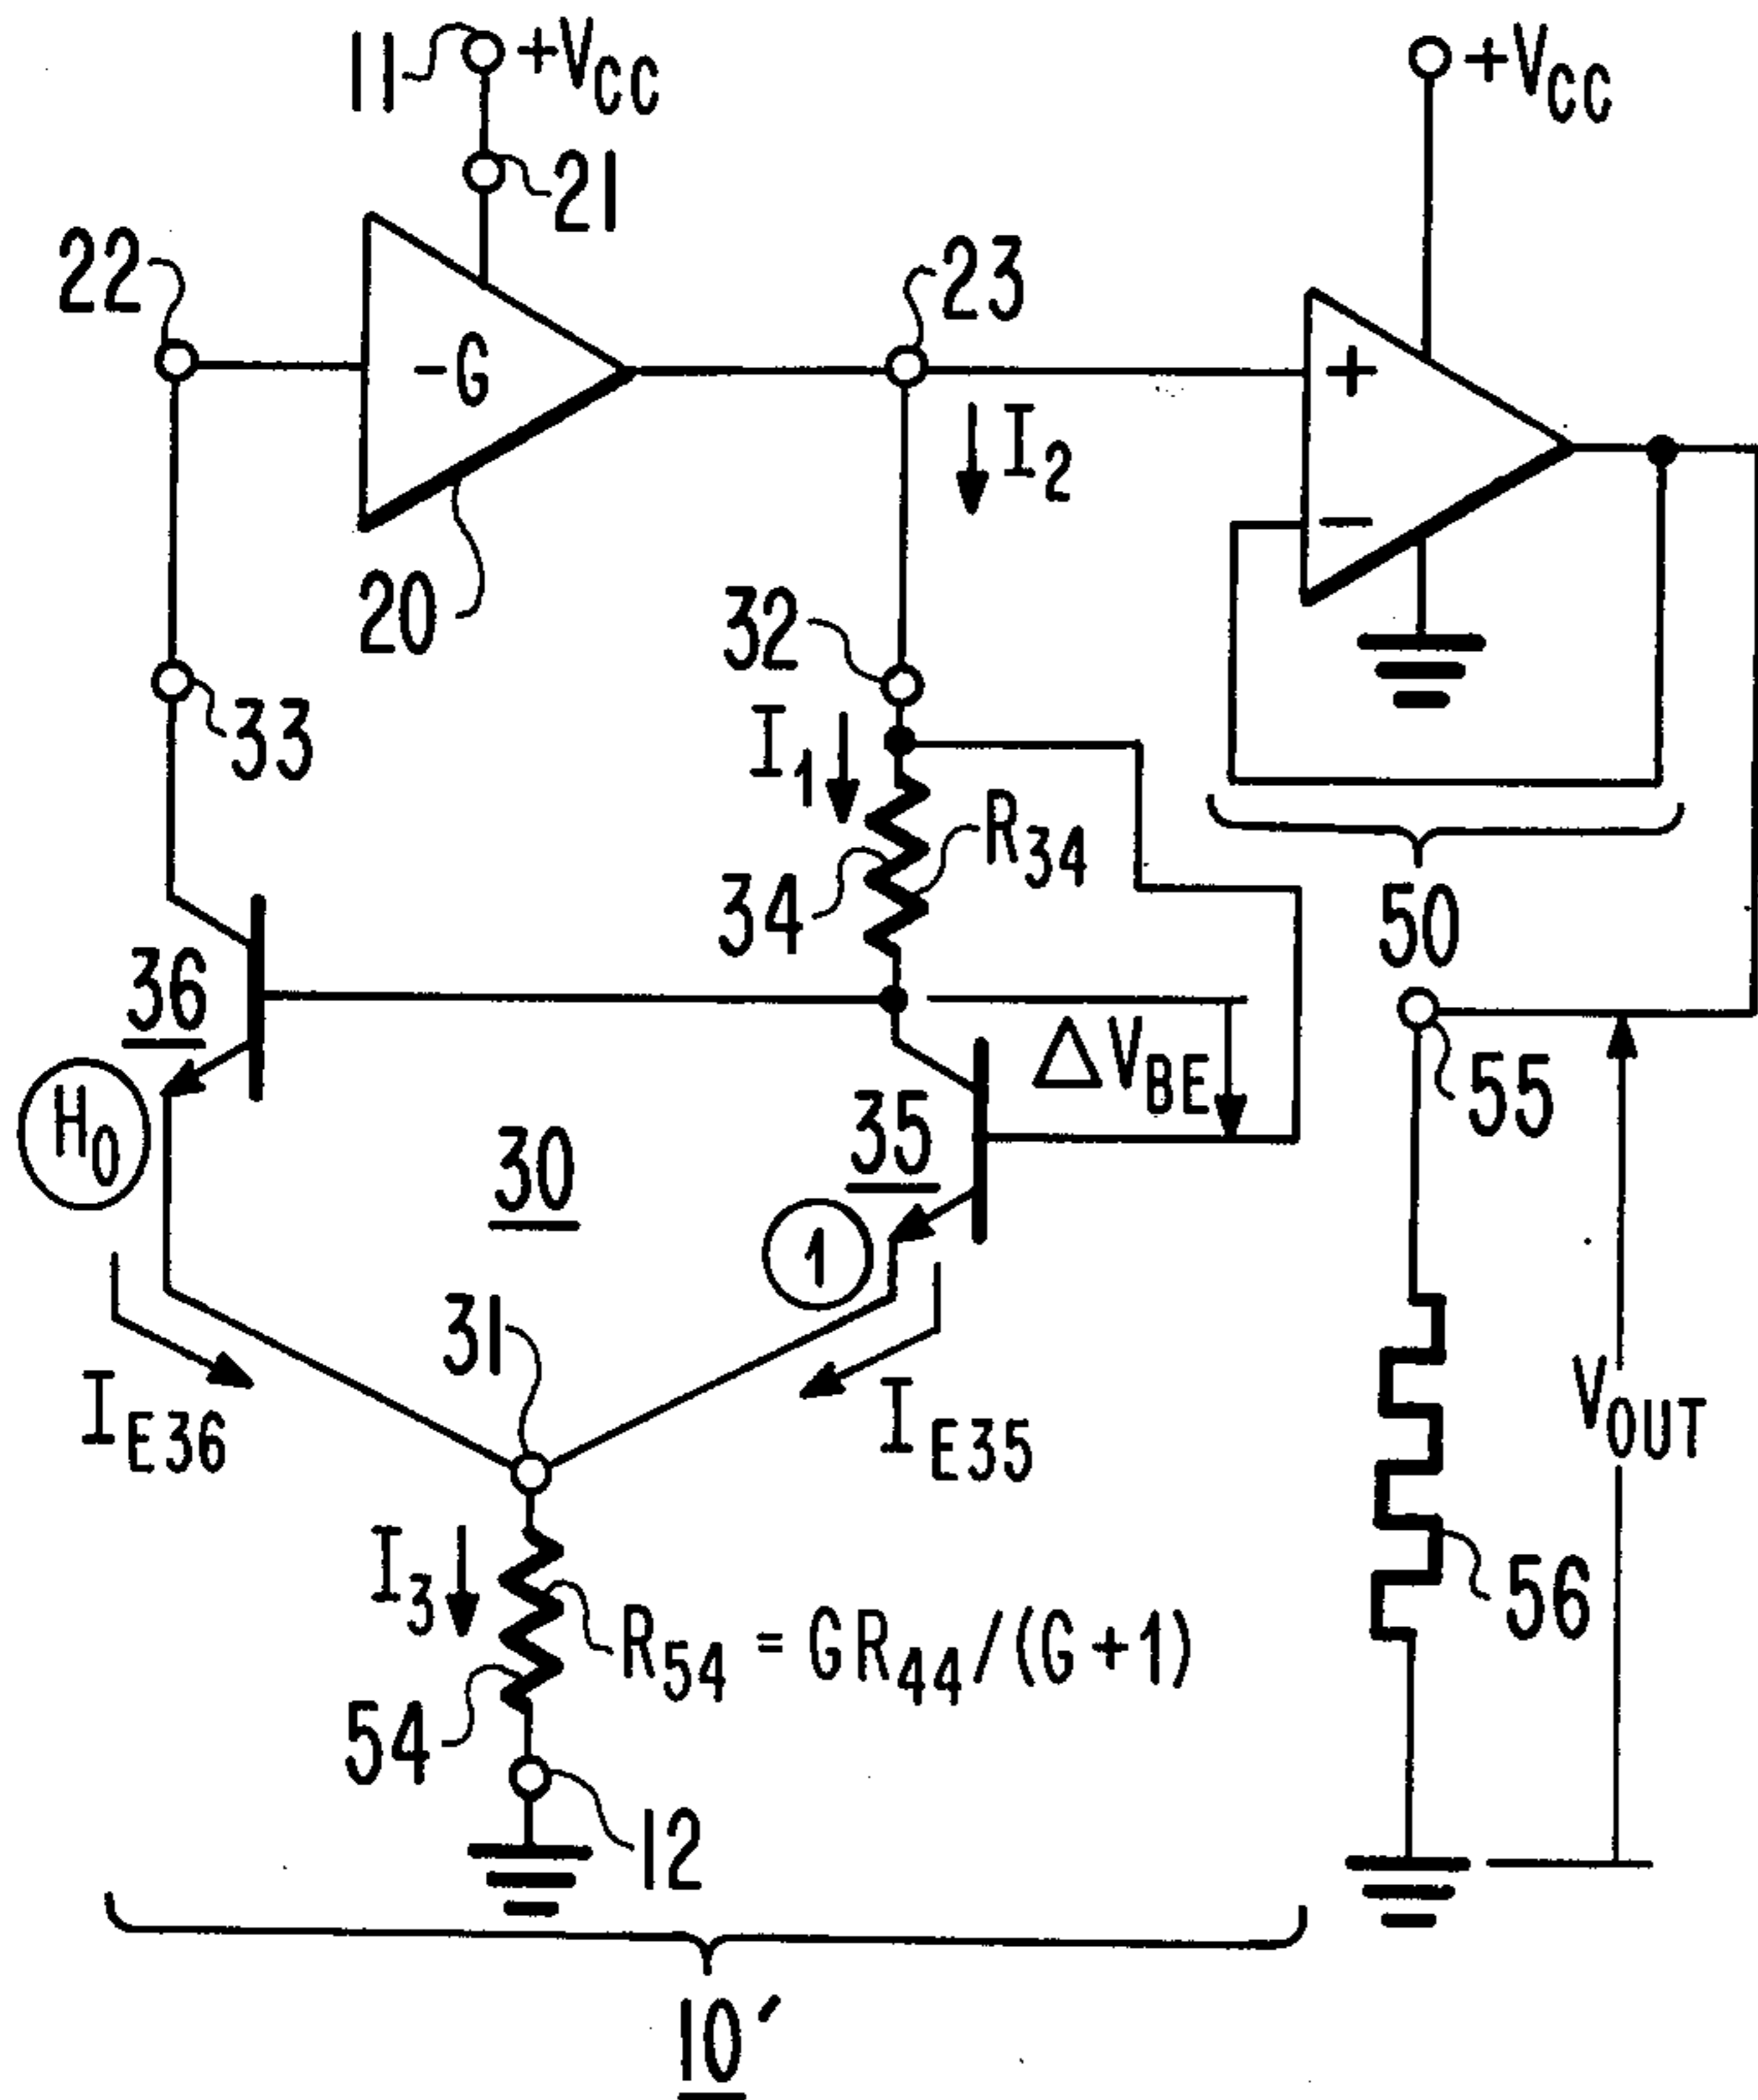 11
+VCC
+VCC
21
22
23
-G
+
I2
-
20
32
33
I1
R34
34
50
36
ΔVBE
55
35
H0
30
1
31
IE36
IE35
VOUT
I3
56
R54 = GR44/(G+1)
54
12
10′